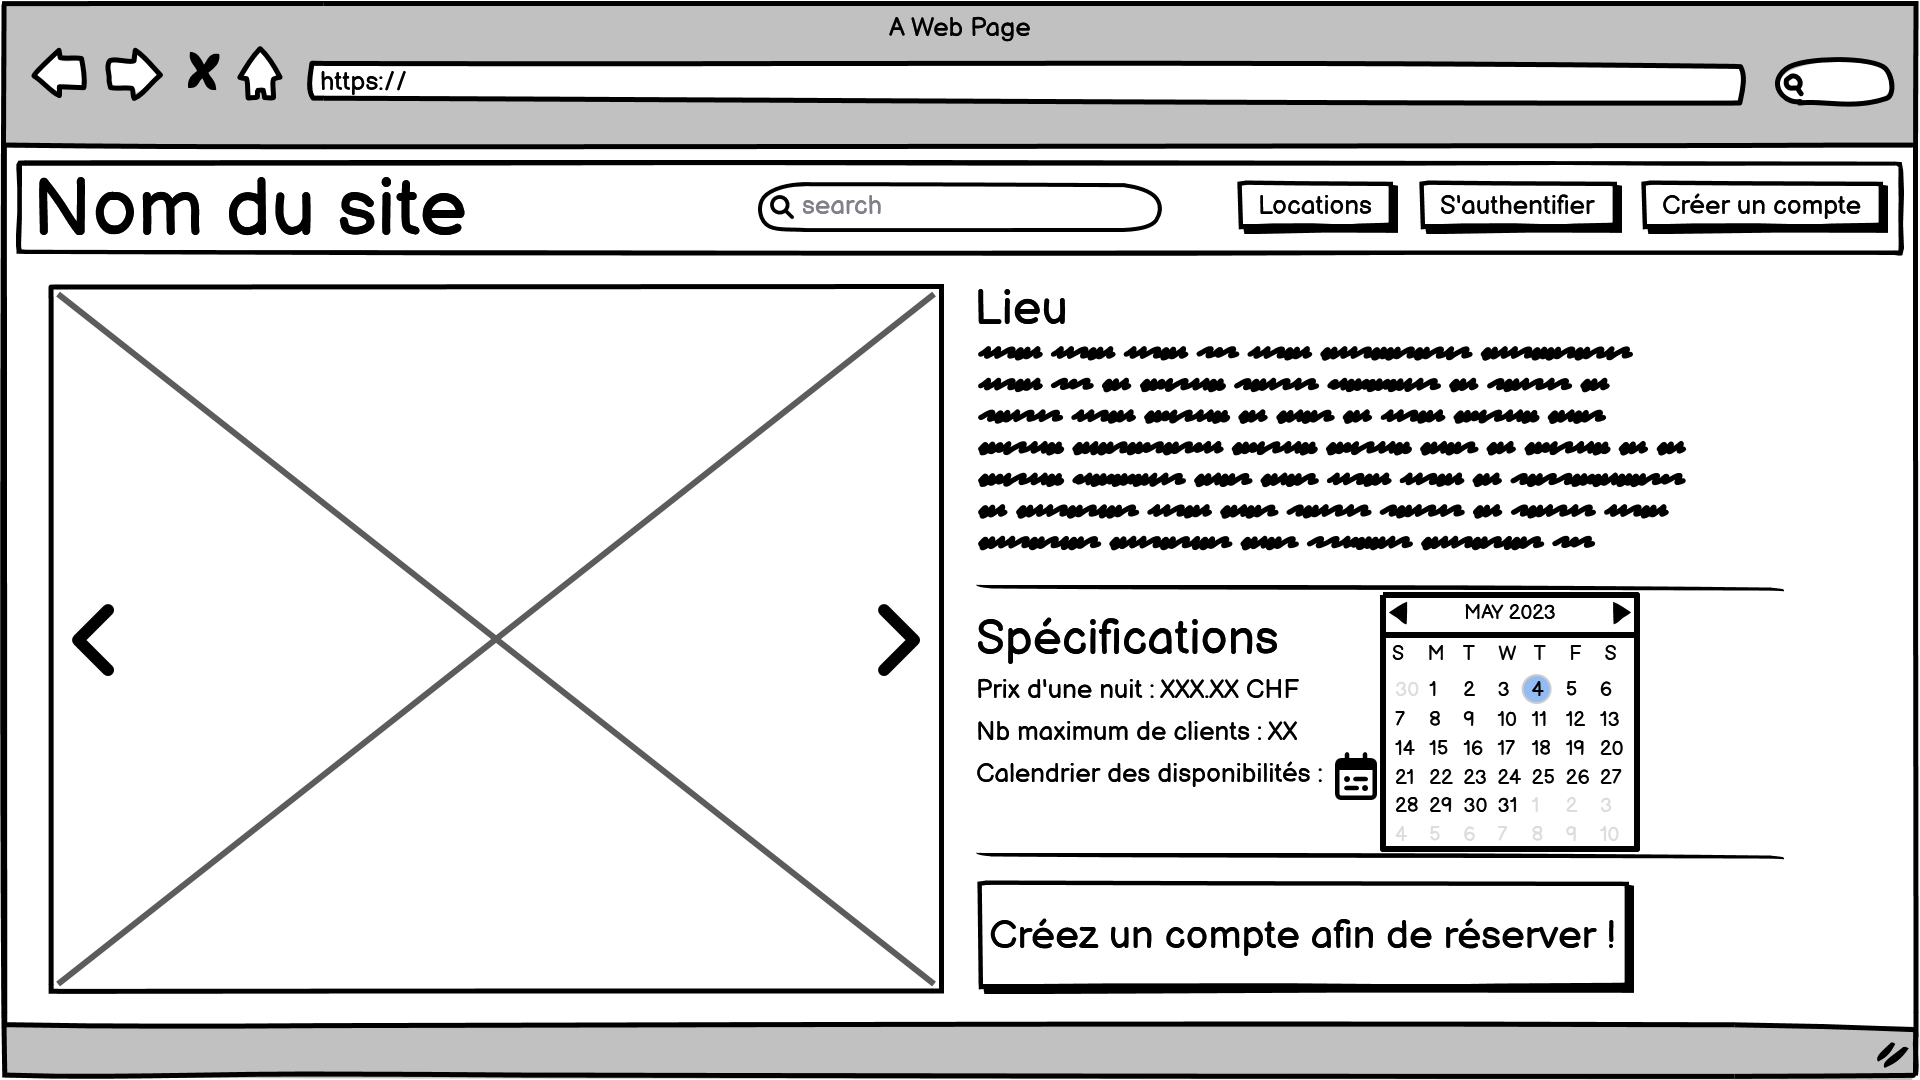 A Web Page
https://
Nom du site
search
Locations
S'authentifier
Créer un compte
Lieu
Spécifications
Prix d'une nuit : XXX.XX CHF
Nb maximum de clients : XX
Calendrier des disponibilités :
MAY 2023
S M T W T F S
30 1 2 3 4 5 6
7 8 9 10 11 12 13
14 15 16 17 18 19 20
21 22 23 24 25 26 27
28 29 30 31 1 2 3
4 5 6 7 8 9 10
Créez un compte afin de réserver !